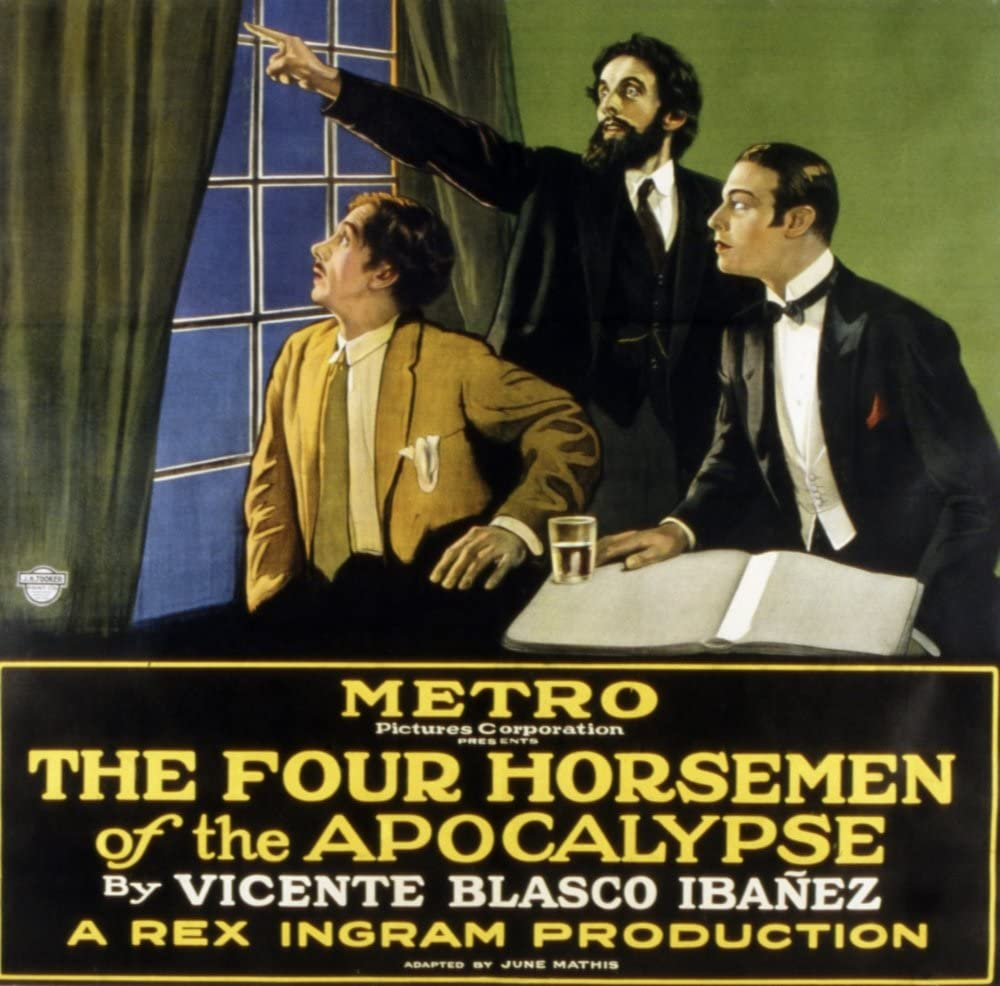 J.H. TOOKER
METRO
Pictures Corporation
PRESENTS
THE FOUR HORSEMEN
of the APOCALYPSE
By VICENTE BLASCO IBAÑEZ
A REX INGRAM PRODUCTION
ADAPTED BY JUNE MATHIS